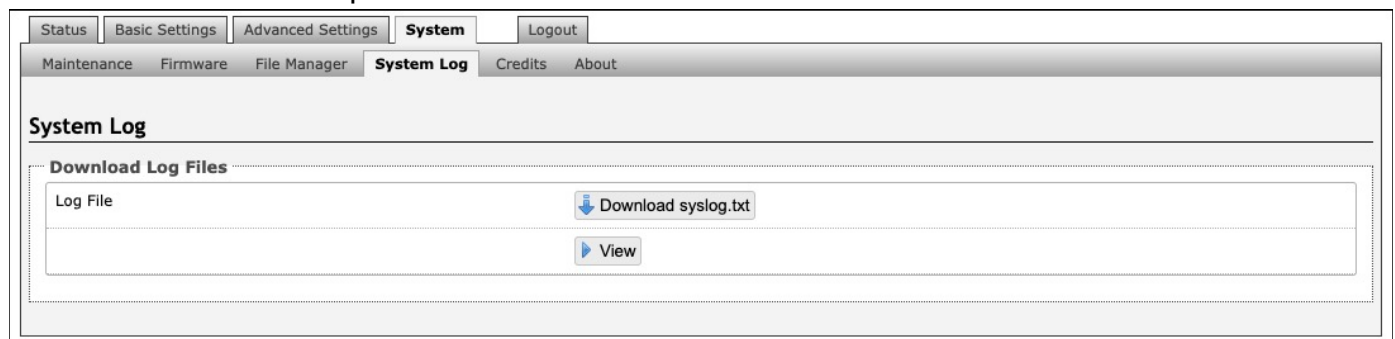 Status Basic Settings Advanced Settings System Logout
Maintenance Firmware File Manager System Log Credits About
System Log
Download Log Files
Log File Download syslog.txt
View